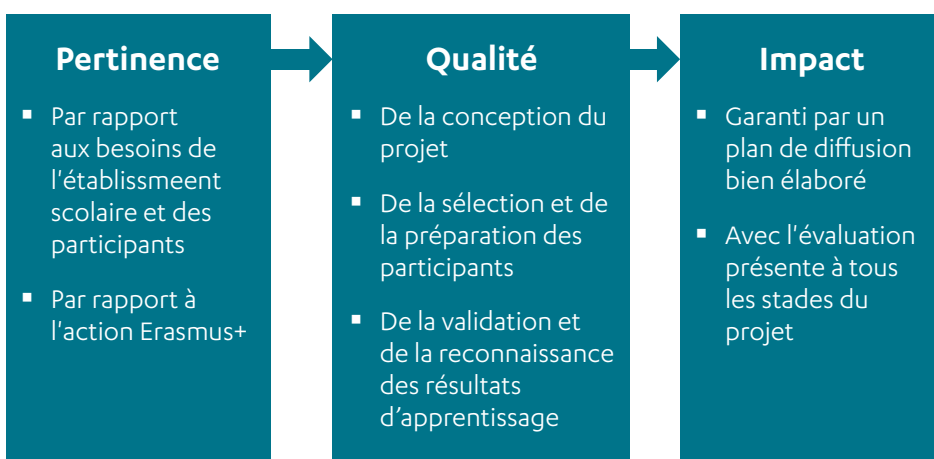 Pertinence
▪ Par rapport
aux besoins de
l'établissmeent
scolaire et des
participants
▪ Par rapport à
l'action Erasmus+
Qualité
▪ De la conception du
projet
▪ De la sélection et de
la préparation des
participants
▪ De la validation et
de la reconnaissance
des résultats
d’apprentissage
Impact
▪ Garanti par un
plan de diffusion
bien élaboré
▪ Avec l'évaluation
présente à tous
les stades du
projet